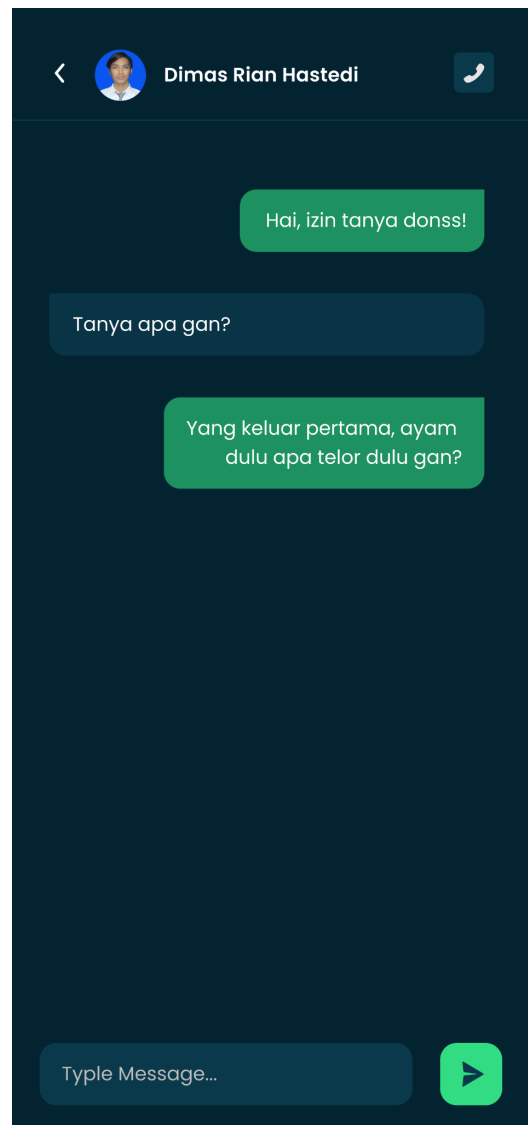 Dimas Rian Hastedi
Hai, izin tanya donss!
Tanya apa gan?
Yang keluar pertama, ayam
dulu apa telor dulu gan?
Typle Message...